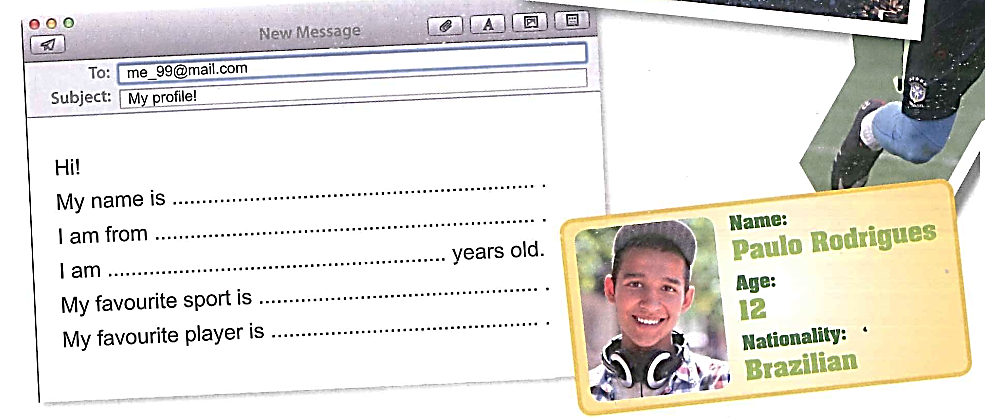 New Message
To: me_99@mail.com
Subject: My profile!
Hi!
My name is ............................................................ .
I am from ............................................................... .
I am ......................................................... years old.
My favourite sport is ............................................... .
My favourite player is ............................................. .
Name:
Paulo Rodrigues
Age:
12
Nationality:
Brazilian